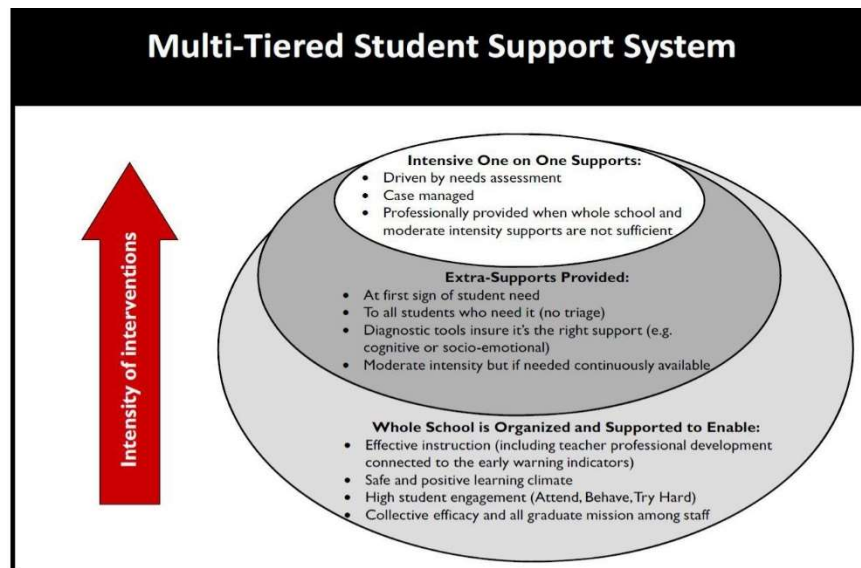 Multi-Tiered Student Support System
Intensity of interventions
Intensive One on One Supports:
• Driven by needs assessment
• Case managed
• Professionally provided when whole school and
moderate intensity supports are not sufficient
Extra-Supports Provided:
• At first sign of student need
• To all students who need it (no triage)
• Diagnostic tools insure it's the right support (e.g.
cognitive or socio-emotional)
• Moderate intensity but if needed continuously available
Whole School is Organized and Supported to Enable:
• Effective instruction (including teacher professional development
connected to the early warning indicators)
• Safe and positive learning climate
• High student engagement (Attend, Behave, Try Hard)
• Collective efficacy and all graduate mission among staff